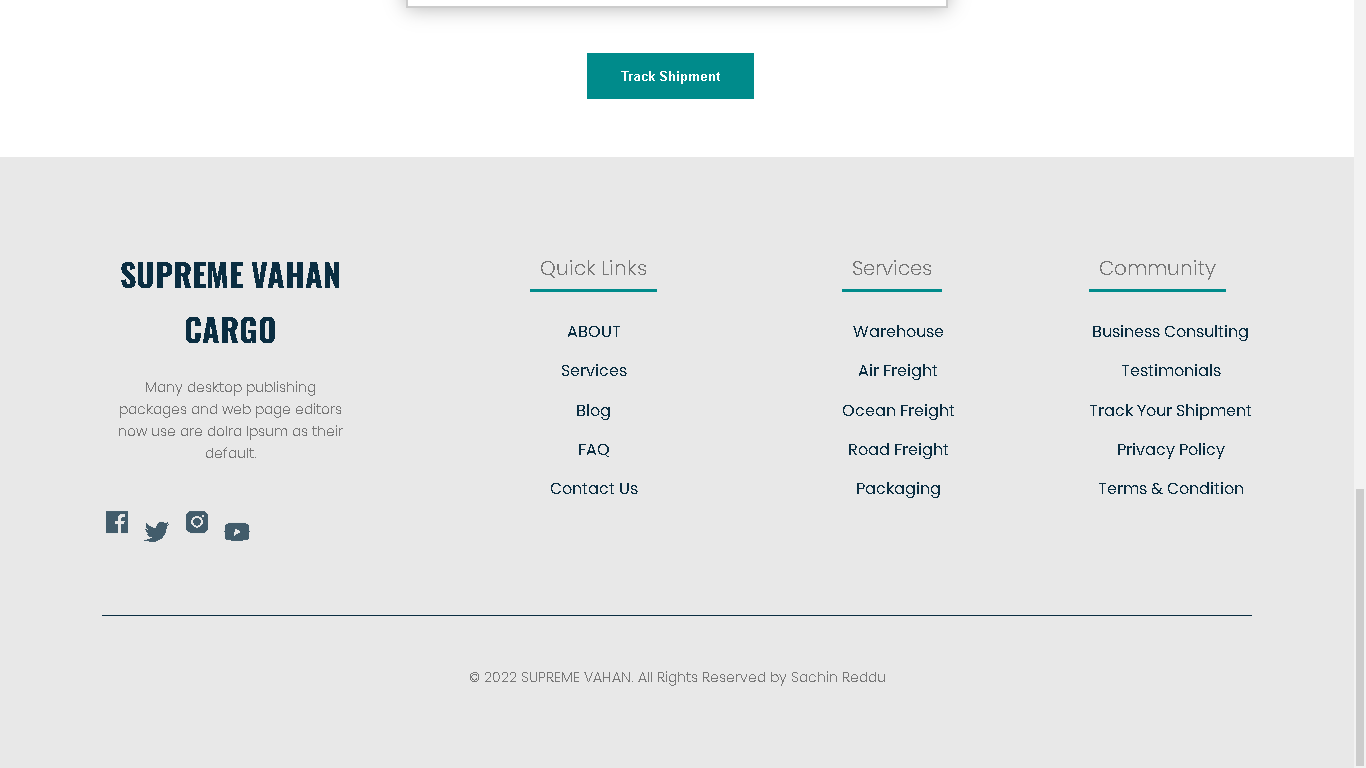 Track Shipment
SUPREME VAHAN
CARGO
Many desktop publishing
packages and web page editors
now use are dolra Ipsum as their
default.
Quick Links
ABOUT
Services
Blog
FAQ
Contact Us
Services
Warehouse
Air Freight
Ocean Freight
Road Freight
Packaging
Community
Business Consulting
Testimonials
Track Your Shipment
Privacy Policy
Terms & Condition
© 2022 SUPREME VAHAN. All Rights Reserved by Sachin Reddu